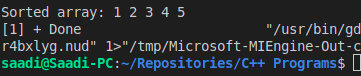 Sorted array: 1 2 3 4 5
[1] + Done                       "/usr/bin/gd
r4bxlyg.nud" 1>"/tmp/Microsoft-MIEngine-Out-c
saadi@Saadi-PC:~/Repositories/C++ Programs$